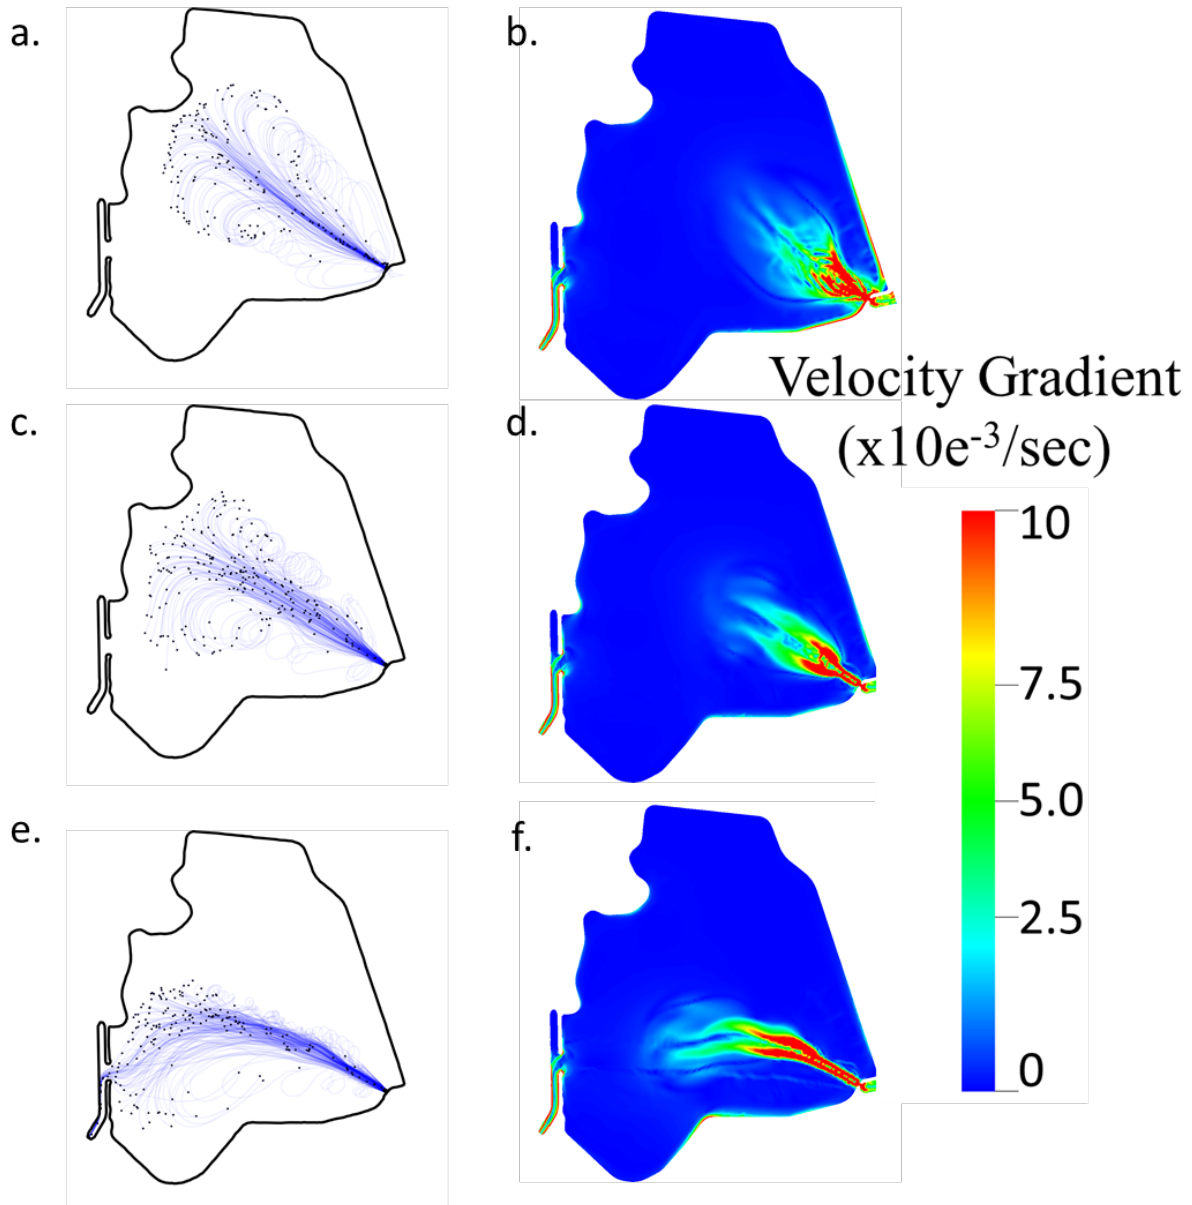 a.
b.
Velocity Gradient
(x10e⁻³/sec)
c.
d.
10
7.5
5.0
2.5
0
e.
f.